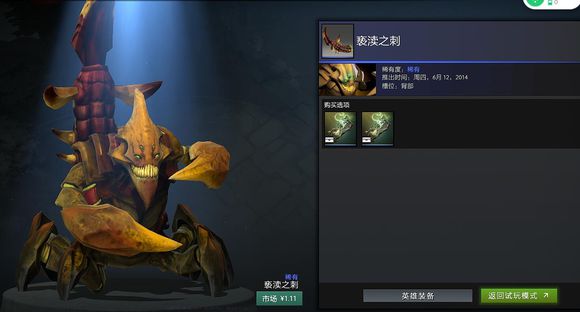 亵渎之刺
稀有度：稀有
推出时间：周四，6月 12，2014
槽位：背部
购买选项
稀有
亵渎之刺
市场 ¥1.11
英雄装备
返回试玩模式